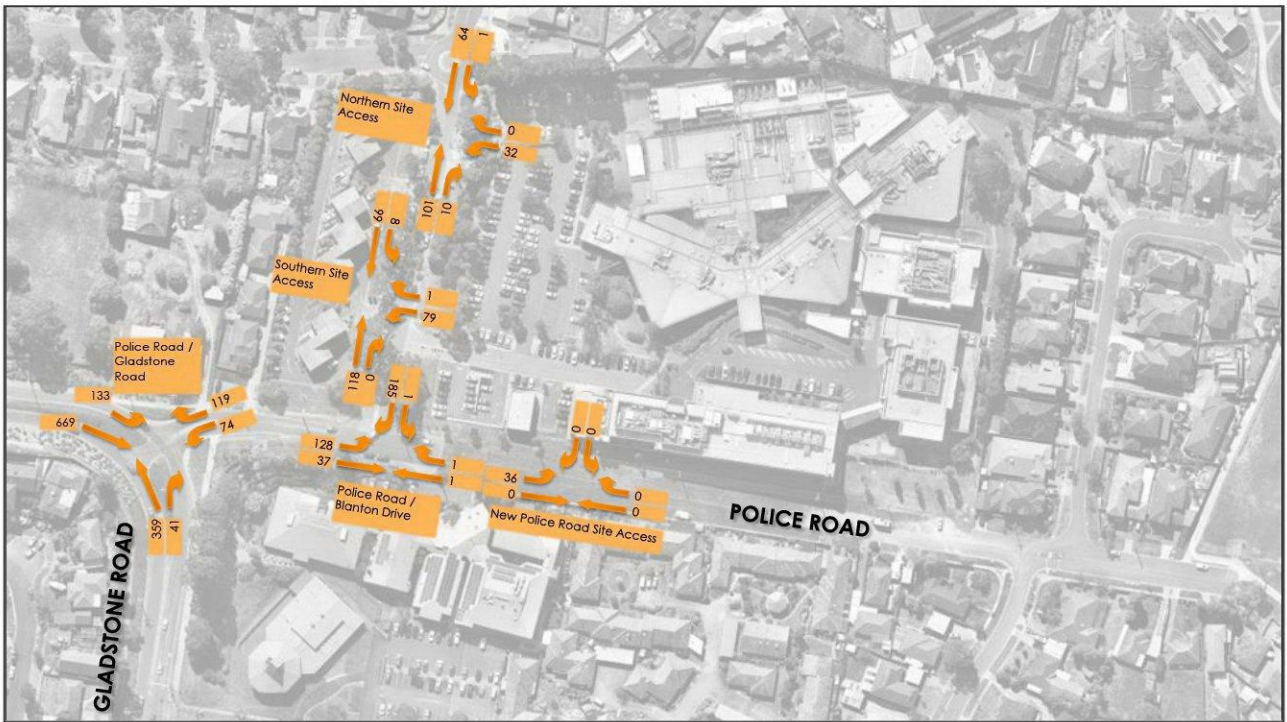 64
1
Northern Site
Access
0
32
101
10
66
8
Southern Site
Access
1
79
118
0
Police Road /
Gladstone
Road
133
119
669
74
185
1
128
37
1
1
Police Road /
Blanton Drive
0
0
36
0
0
0
New Police Road Site Access
POLICE ROAD
359
41
GLADSTONE ROAD